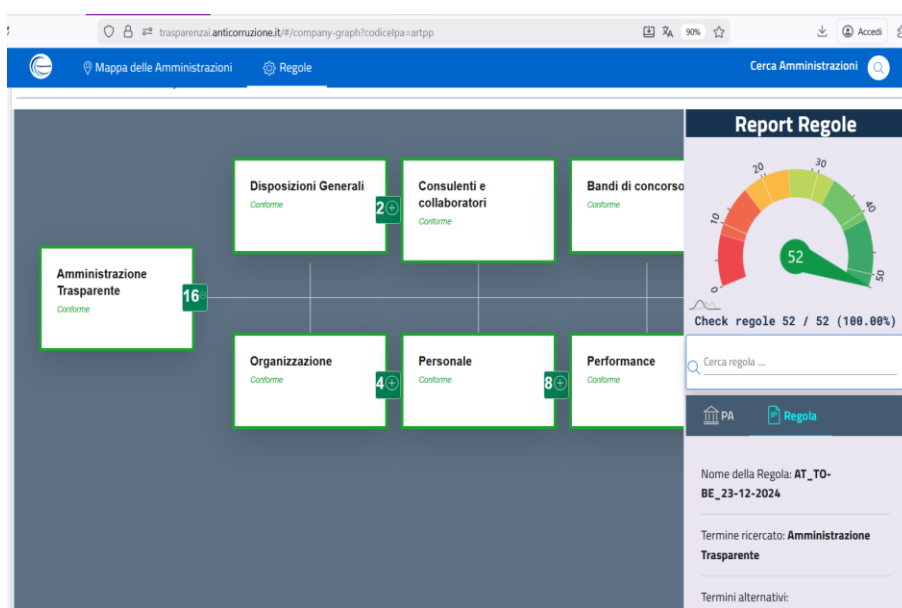 trasparenzai.anticorruzione.it/#/company-graph?codicelpa=artpp
90%
Accedi
Mappa delle Amministrazioni
Regole
Cerca Amministrazioni
Disposizioni Generali
Conforme
2
Consulenti e
collaboratori
Conforme
Bandi di concorso
Conforme
Amministrazione
Trasparente
Conforme
16
Organizzazione
Conforme
4
Personale
Conforme
8
Performance
Conforme
Report Regole
0
10
20
30
40
50
52
Check regole 52 / 52 (100.00%)
Cerca regola ....
PA
Regola
Nome della Regola: AT_TO-
BE_23-12-2024
Termine ricercato: Amministrazione
Trasparente
Termini alternativi: